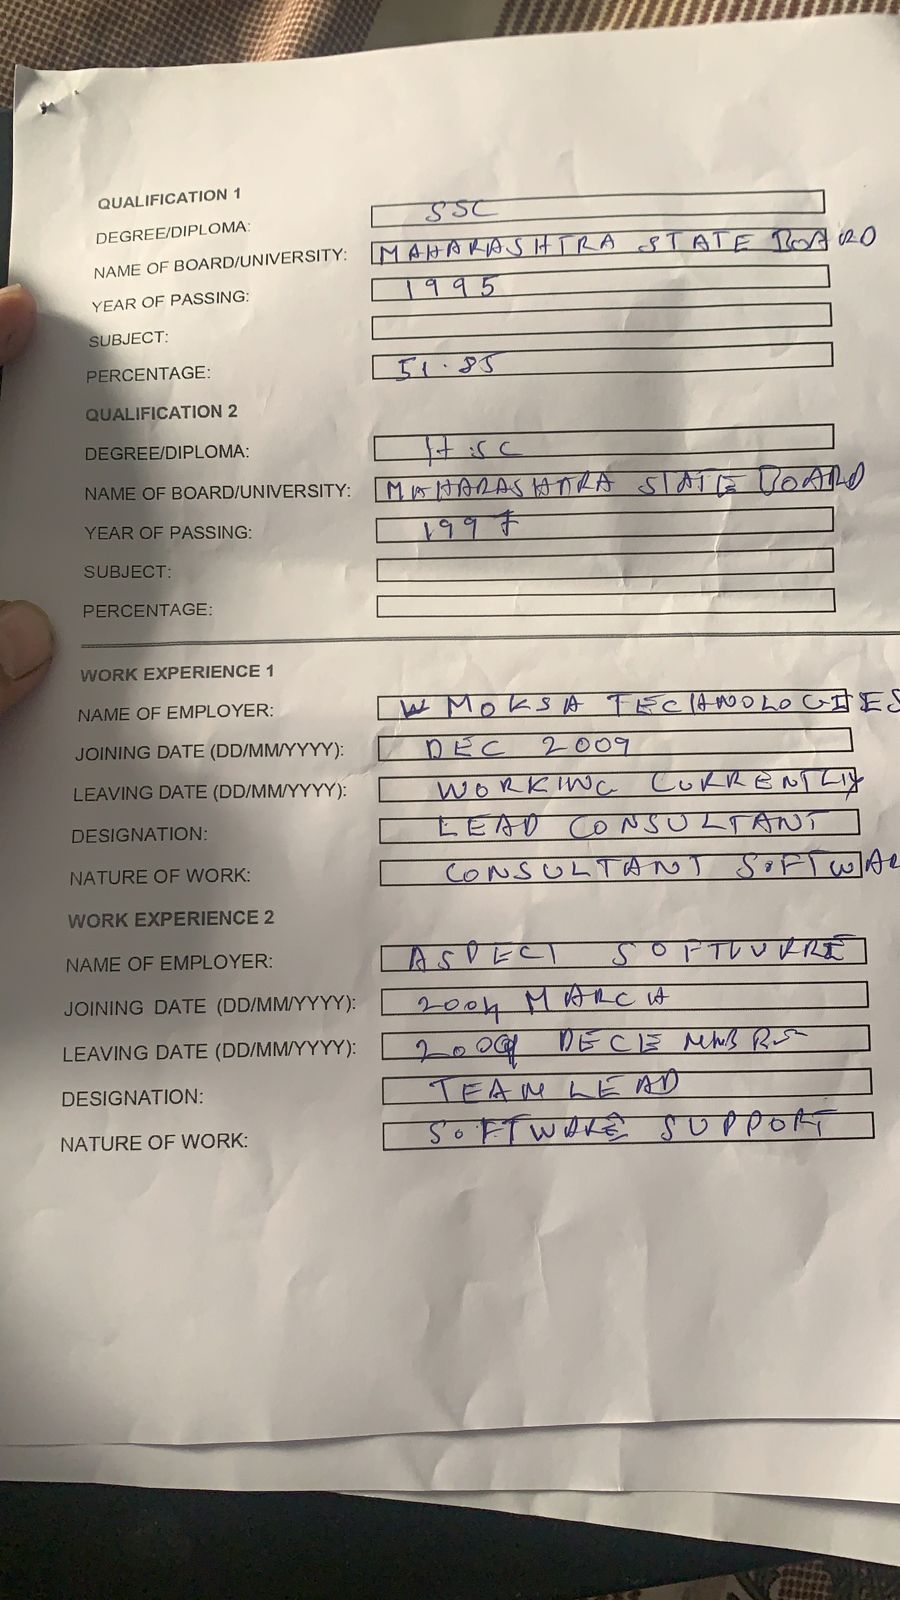 QUALIFICATION 1
DEGREE/DIPLOMA: SSC
NAME OF BOARD/UNIVERSITY: MAHARASHTRA STATE BOARD
YEAR OF PASSING: 1995
SUBJECT:
PERCENTAGE: 51.85
QUALIFICATION 2
DEGREE/DIPLOMA: H.SC
NAME OF BOARD/UNIVERSITY: MAHARASHTRA STATE BOARD
YEAR OF PASSING: 1997
SUBJECT:
PERCENTAGE:
WORK EXPERIENCE 1
NAME OF EMPLOYER: MOKSA TECHNOLOGIES
JOINING DATE (DD/MM/YYYY): DEC 2009
LEAVING DATE (DD/MM/YYYY): WORKING CURRENTLY
DESIGNATION: LEAD CONSULTANT
NATURE OF WORK: CONSULTANT SOFTWAR
WORK EXPERIENCE 2
NAME OF EMPLOYER: ASPECT SOFTWARE
JOINING DATE (DD/MM/YYYY): 2004 MARCH
LEAVING DATE (DD/MM/YYYY): 2009
DESIGNATION: TEAM LEAD
NATURE OF WORK: SOFTWARE SUPPORT